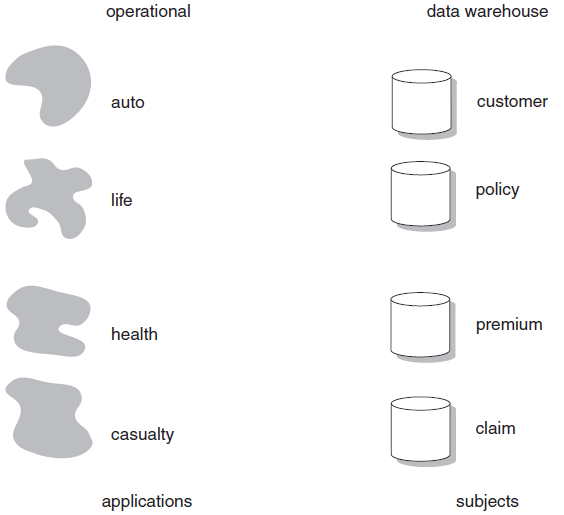 operational
data warehouse
auto
customer
life
policy
health
premium
casualty
claim
applications
subjects